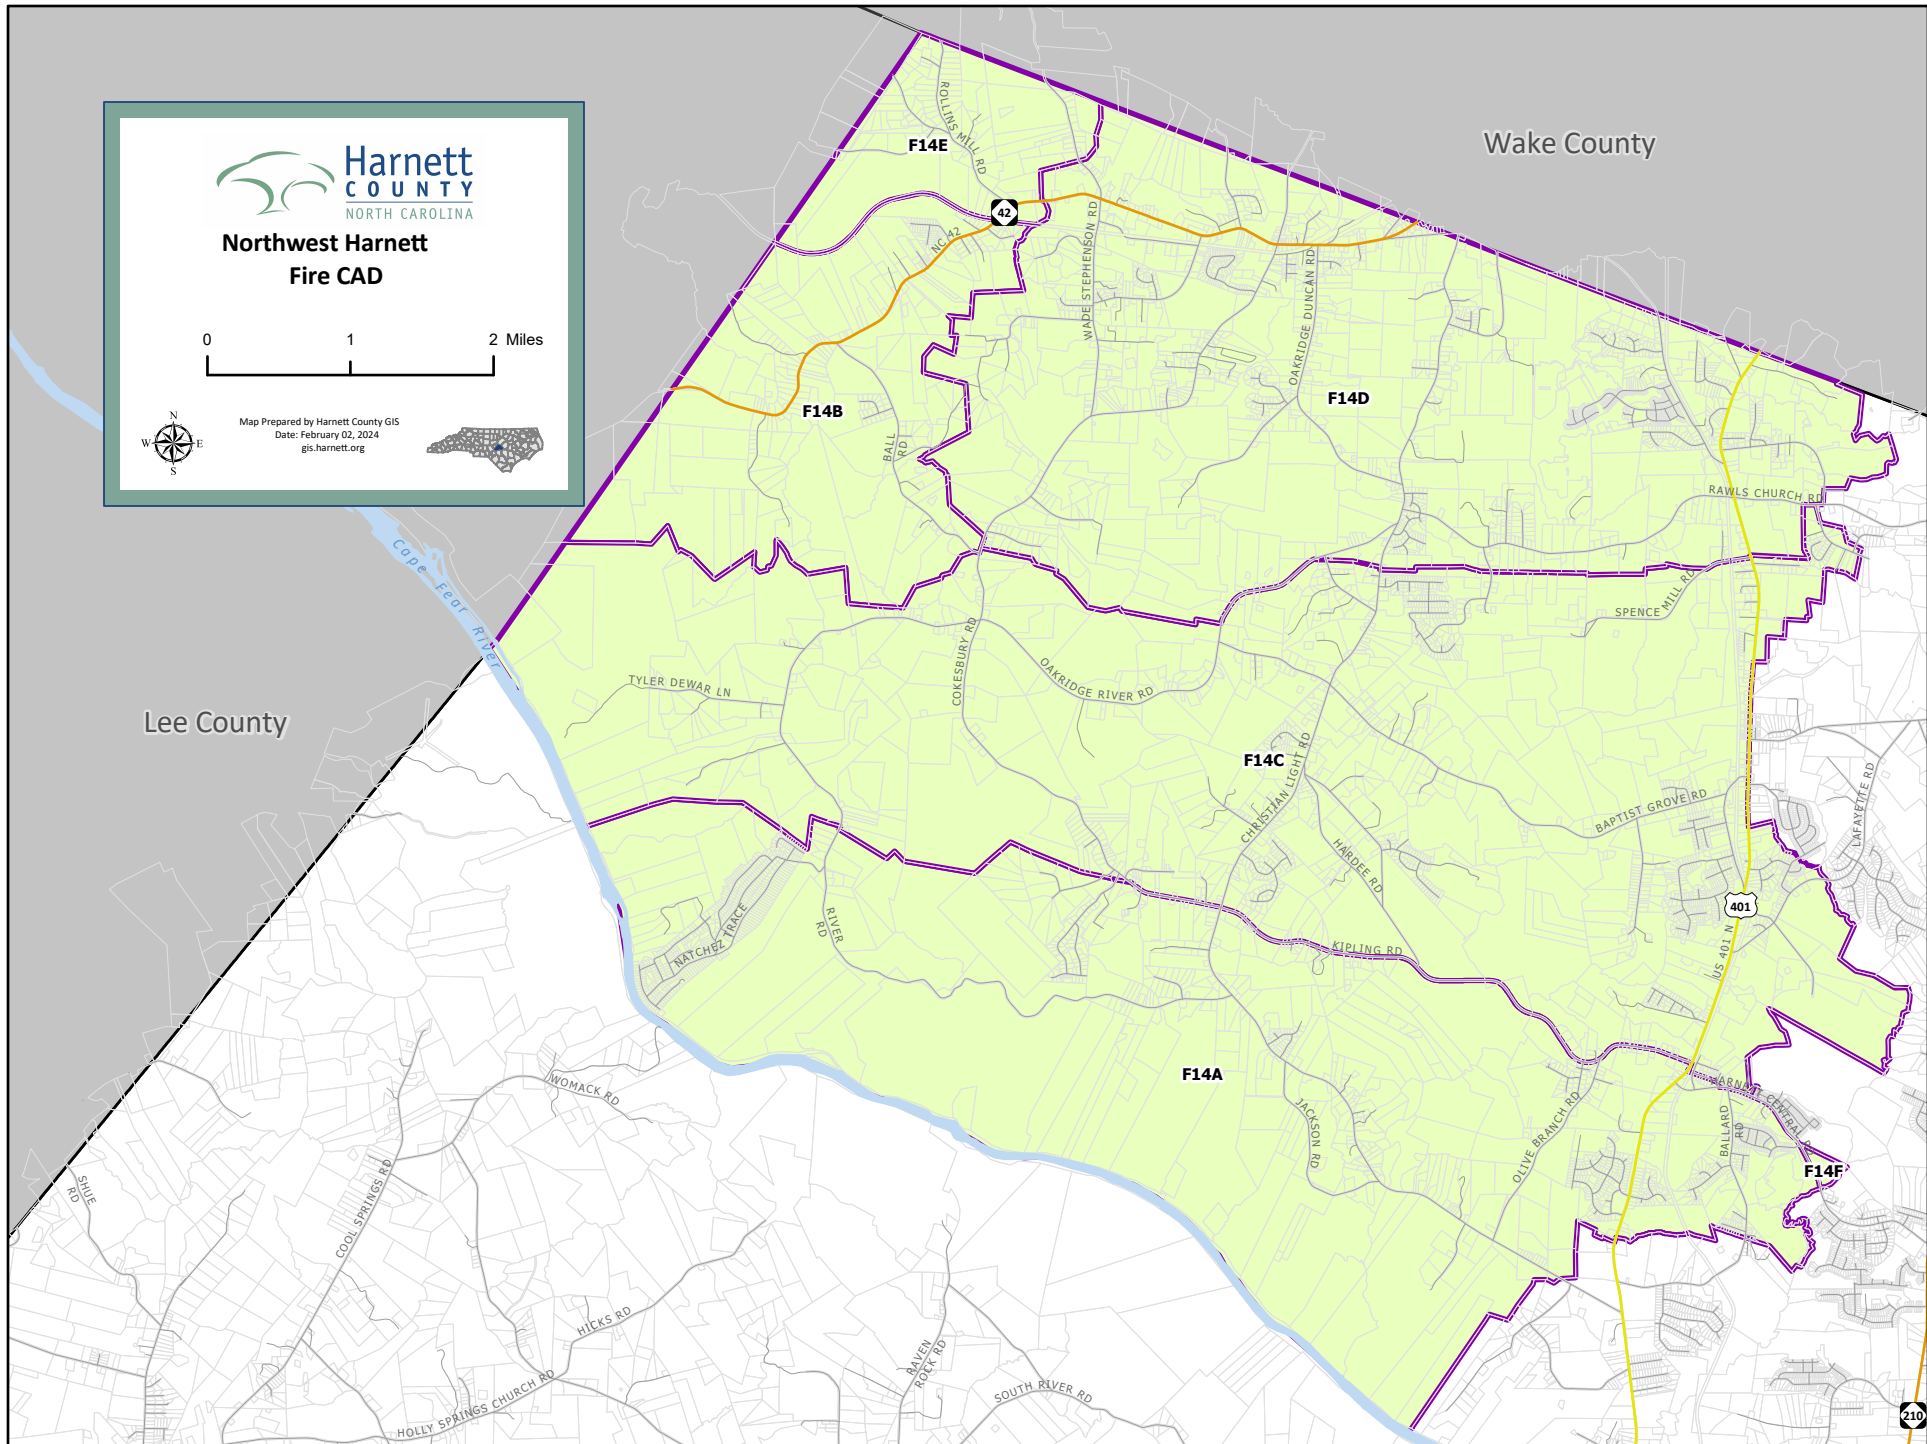 Harnett
COUNTY
NORTH CAROLINA
Northwest Harnett
Fire CAD
0 1 2 Miles
N
W E
S
Map Prepared by Harnett County GIS
Date: February 02, 2024
gis.harnett.org
Wake County
Lee County
Cape Fear River
F14E
ROLLINS MILL RD
42
NC 42
WADE STEPHENSON RD
OAKRIDGE DUNCAN RD
F14D
F14B
BALL
RD
RAWLS CHURCH RD
SPENCE MILL RD
COKESBURY RD
OAKRIDGE RIVER RD
TYLER DEWAR LN
F14C
CHRISTIAN LIGHT RD
BAPTIST GROVE RD
LAFAYETTE RD
HARDEE RD
401
US 401 N
KIPLING RD
NATCHEZ TRACE
RIVER
RD
F14A
JACKSON RD
OLIVE BRANCH RD
BALLARD
RD
HARNETT CENTRAL RD
F14F
WOMACK RD
COOL SPRINGS RD
SHUE
RD
HICKS RD
HOLLY SPRINGS CHURCH RD
RAVEN
ROCK RD
SOUTH RIVER RD
210